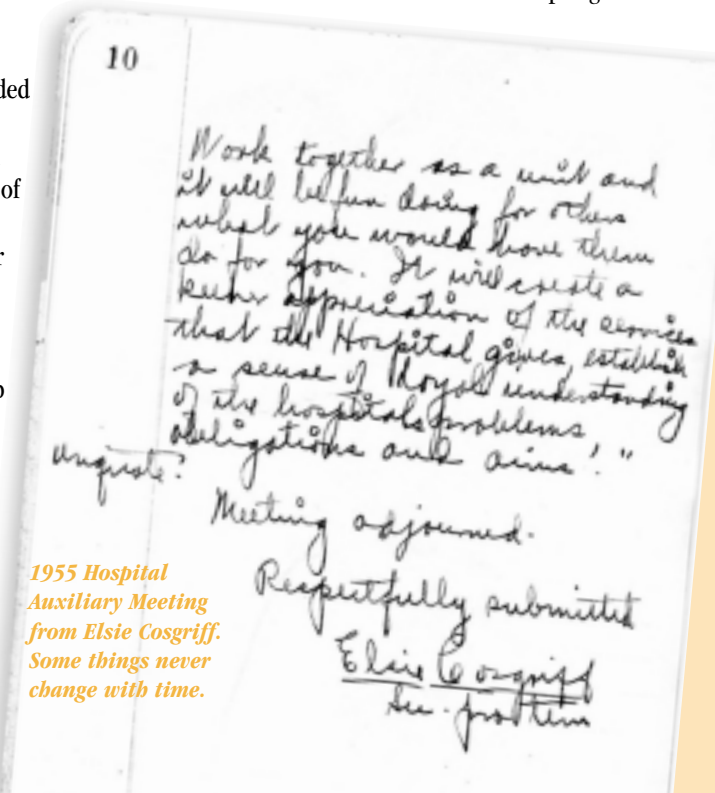 ded
of
10
Work together as a unit and
it will be fun doing for others
what you would have them
do for you. It will create a
keener appreciation of the services
that the Hospital gives, establish
a sense of loyal understanding
of the hospitals problems,
obligations and aims!"
unquote.
Meeting adjourned.
Respectfully submitted
Elsie Cosgriff
Sec. pro tem
1955 Hospital
Auxiliary Meeting
from Elsie Cosgriff.
Some things never
change with time.